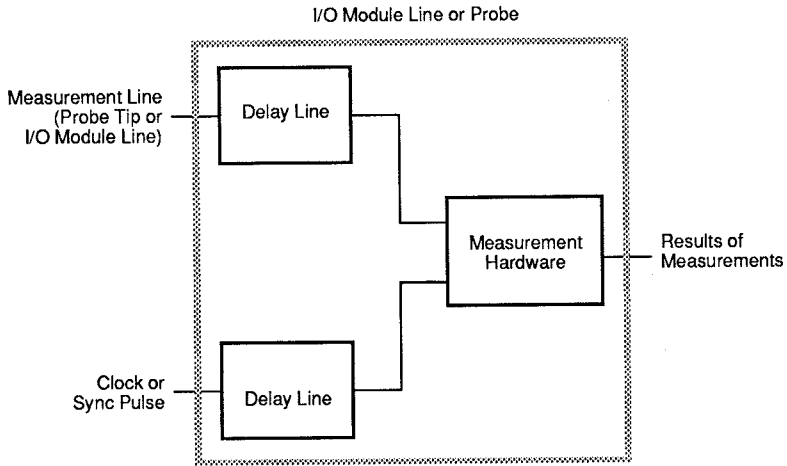 I/O Module Line or Probe
Measurement Line
(Probe Tip or
I/O Module Line)
Delay Line
Measurement
Hardware
Results of
Measurements
Clock or
Sync Pulse
Delay Line